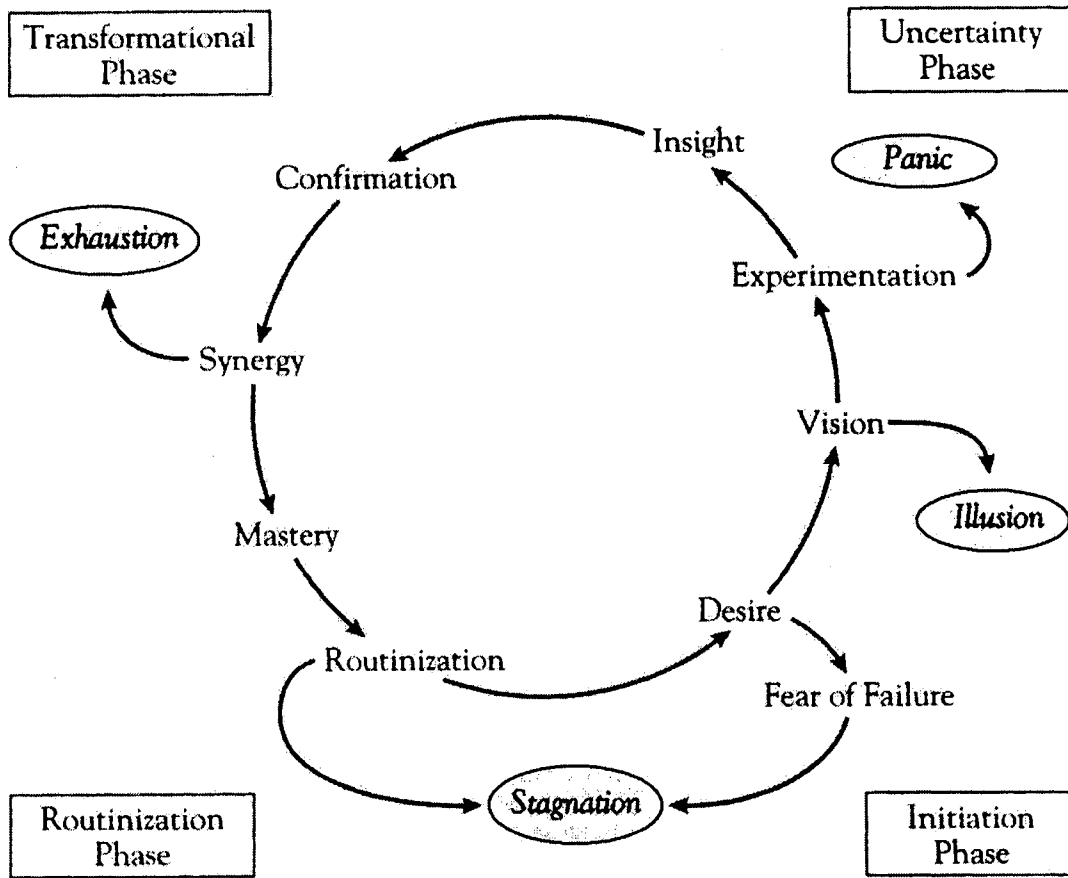 Transformational
Phase
Uncertainty
Phase
Insight
Panic
Confirmation
Exhaustion
Experimentation
Synergy
Vision
Illusion
Mastery
Desire
Routinization
Fear of Failure
Stagnation
Routinization
Phase
Initiation
Phase